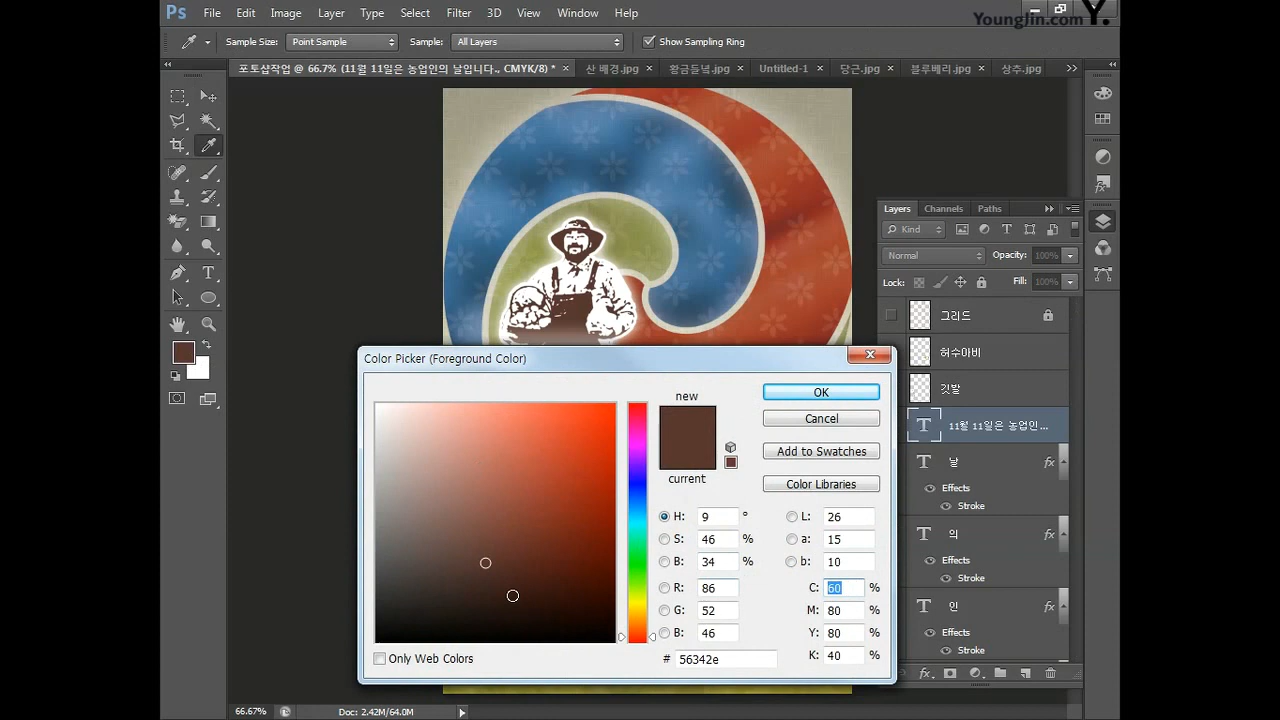 Ps File Edit Image Layer Type Select Filter 3D View Window Help
YoungJin.com Y.
Sample Size: Point Sample Sample: All Layers Show Sampling Ring
포토샵작업 @ 66.7% (11월 11일은 농업인의 날입니다., CMYK/8) * × 산 배경.jpg × 황금들녘.jpg × Untitled-1 × 당근.jpg × 블루베리.jpg × 상추.jpg
Layers Channels Paths
Kind
Normal Opacity: 100%
Lock: Fill: 100%
그리드
허수아비
깃발
T 11월 11일은 농업인...
T 날 fx
Effects
Stroke
T 의 fx
Effects
Stroke
T 인 fx
Effects
Stroke
Color Picker (Foreground Color)
new
current
OK
Cancel
Add to Swatches
Color Libraries
H: 9 °
S: 46 %
B: 34 %
R: 86
G: 52
B: 46
# 56342e
L: 26
a: 15
b: 10
C: 60 %
M: 80 %
Y: 80 %
K: 40 %
Only Web Colors
66.67% Doc: 2.42M/64.0M